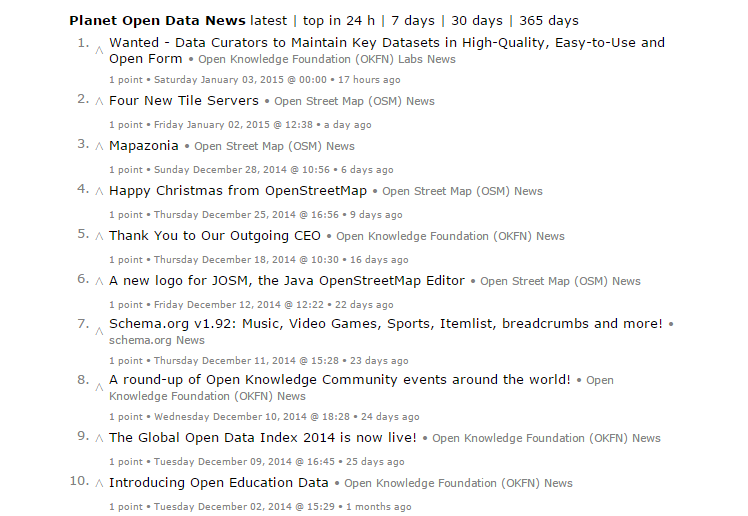 Planet Open Data News latest | top in 24 h | 7 days | 30 days | 365 days
1. Wanted - Data Curators to Maintain Key Datasets in High-Quality, Easy-to-Use and
Open Form • Open Knowledge Foundation (OKFN) Labs News
1 point • Saturday January 03, 2015 @ 00:00 • 17 hours ago
2. Four New Tile Servers • Open Street Map (OSM) News
1 point • Friday January 02, 2015 @ 12:38 • a day ago
3. Mapazonia • Open Street Map (OSM) News
1 point • Sunday December 28, 2014 @ 10:56 • 6 days ago
4. Happy Christmas from OpenStreetMap • Open Street Map (OSM) News
1 point • Thursday December 25, 2014 @ 16:56 • 9 days ago
5. Thank You to Our Outgoing CEO • Open Knowledge Foundation (OKFN) News
1 point • Thursday December 18, 2014 @ 10:30 • 16 days ago
6. A new logo for JOSM, the Java OpenStreetMap Editor • Open Street Map (OSM) News
1 point • Friday December 12, 2014 @ 12:22 • 22 days ago
7. Schema.org v1.92: Music, Video Games, Sports, Itemlist, breadcrumbs and more! •
schema.org News
1 point • Thursday December 11, 2014 @ 15:28 • 23 days ago
8. A round-up of Open Knowledge Community events around the world! • Open
Knowledge Foundation (OKFN) News
1 point • Wednesday December 10, 2014 @ 18:28 • 24 days ago
9. The Global Open Data Index 2014 is now live! • Open Knowledge Foundation (OKFN) News
1 point • Tuesday December 09, 2014 @ 16:45 • 25 days ago
10. Introducing Open Education Data • Open Knowledge Foundation (OKFN) News
1 point • Tuesday December 02, 2014 @ 15:29 • 1 months ago